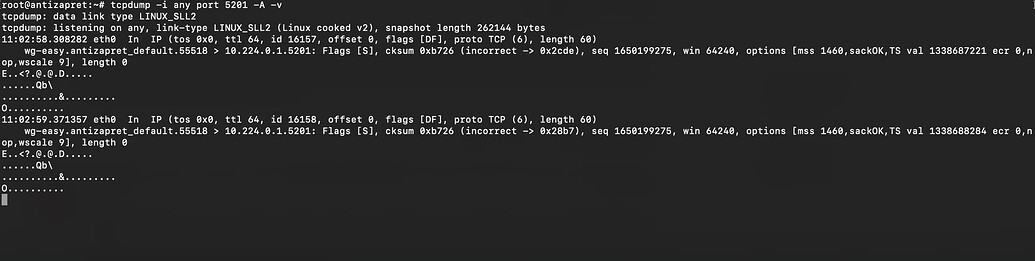 root@antizapret:~# tcpdump -i any port 5201 -A -v
tcpdump: data link type LINUX_SLL2
tcpdump: listening on any, link-type LINUX_SLL2 (Linux cooked v2), snapshot length 262144 bytes
11:02:58.308282 eth0  In  IP (tos 0x0, ttl 64, id 16157, offset 0, flags [DF], proto TCP (6), length 60)
    wg-easy.antizapret_default.55518 > 10.224.0.1.5201: Flags [S], cksum 0xb726 (incorrect -> 0x2cde), seq 1650199275, win 64240, options [mss 1460,sackOK,TS val 1338687221 ecr 0,n
op,wscale 9], length 0
E..<?.@.@.D.....
......Qb\
..........&.........
O..........
11:02:59.371357 eth0  In  IP (tos 0x0, ttl 64, id 16158, offset 0, flags [DF], proto TCP (6), length 60)
    wg-easy.antizapret_default.55518 > 10.224.0.1.5201: Flags [S], cksum 0xb726 (incorrect -> 0x28b7), seq 1650199275, win 64240, options [mss 1460,sackOK,TS val 1338688284 ecr 0,n
op,wscale 9], length 0
E..<?.@.@.D.....
......Qb\
..........&.........
O..........